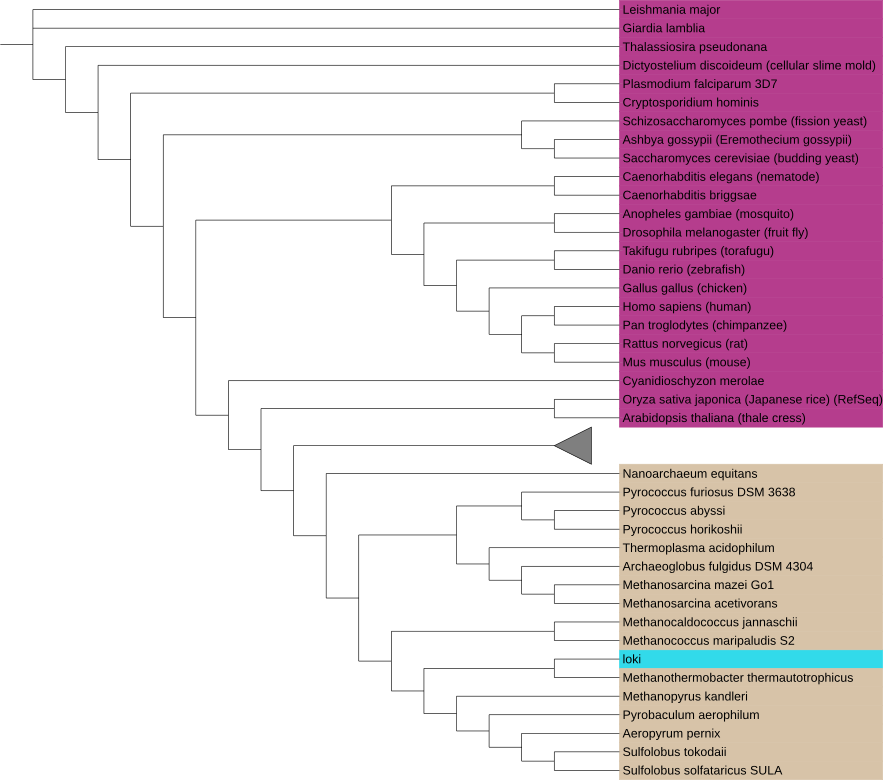 Leishmania major
Giardia lamblia
Thalassiosira pseudonana
Dictyostelium discoideum (cellular slime mold)
Plasmodium falciparum 3D7
Cryptosporidium hominis
Schizosaccharomyces pombe (fission yeast)
Ashbya gossypii (Eremothecium gossypii)
Saccharomyces cerevisiae (budding yeast)
Caenorhabditis elegans (nematode)
Caenorhabditis briggsae
Anopheles gambiae (mosquito)
Drosophila melanogaster (fruit fly)
Takifugu rubripes (torafugu)
Danio rerio (zebrafish)
Gallus gallus (chicken)
Homo sapiens (human)
Pan troglodytes (chimpanzee)
Rattus norvegicus (rat)
Mus musculus (mouse)
Cyanidioschyzon merolae
Oryza sativa japonica (Japanese rice) (RefSeq)
Arabidopsis thaliana (thale cress)
Nanoarchaeum equitans
Pyrococcus furiosus DSM 3638
Pyrococcus abyssi
Pyrococcus horikoshii
Thermoplasma acidophilum
Archaeoglobus fulgidus DSM 4304
Methanosarcina mazei Go1
Methanosarcina acetivorans
Methanocaldococcus jannaschii
Methanococcus maripaludis S2
loki
Methanothermobacter thermautotrophicus
Methanopyrus kandleri
Pyrobaculum aerophilum
Aeropyrum pernix
Sulfolobus tokodaii
Sulfolobus solfataricus SULA